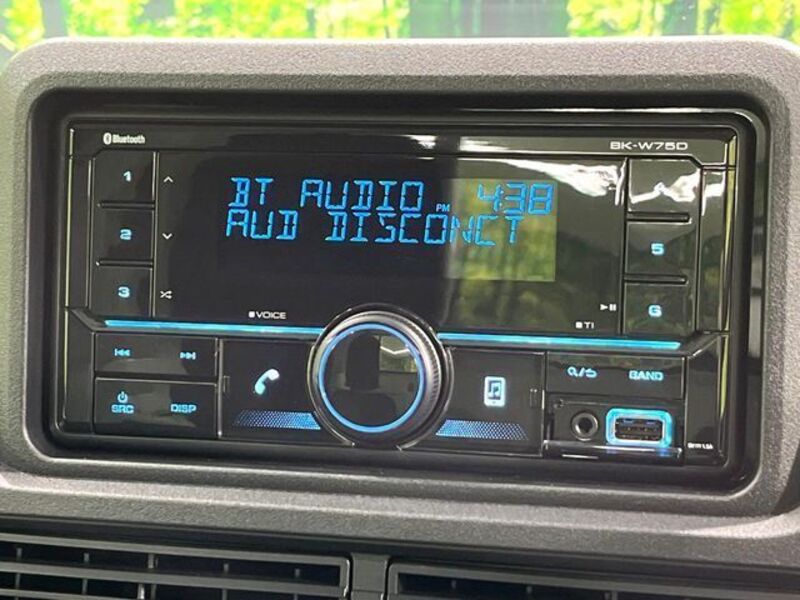 Bluetooth
SK-W75D
1
2
3
5
6
BT AUDIO PM 4:38
AUD DISCONCT
VOICE
TI
SRC
DISP
BAND